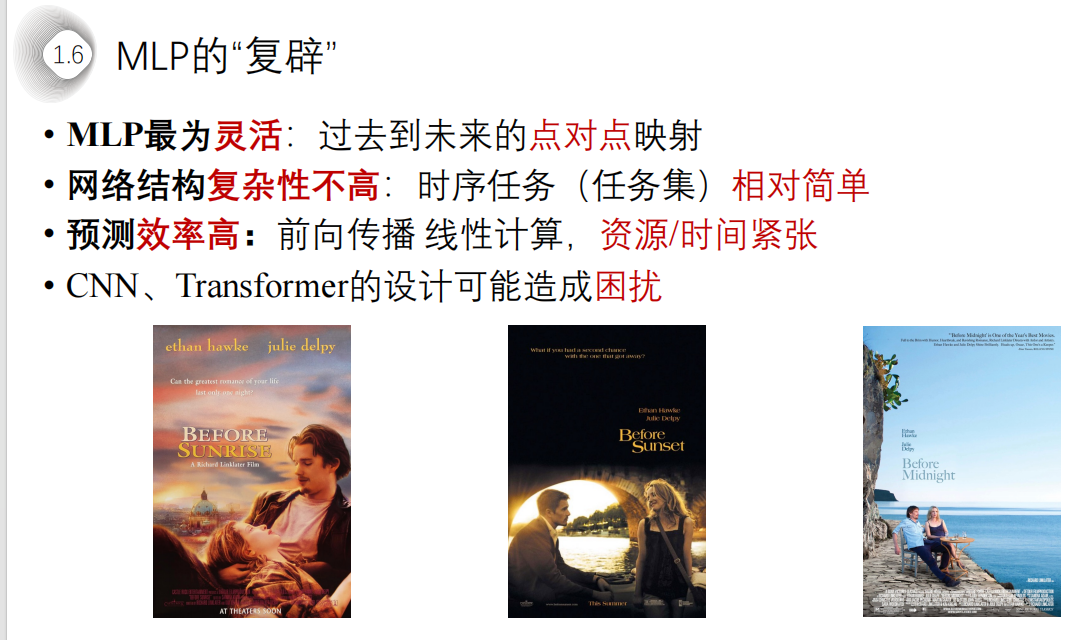 1.6
MLP的“复辟”
• MLP最为灵活：过去到未来的点对点映射
• 网络结构复杂性不高：时序任务（任务集）相对简单
• 预测效率高：前向传播 线性计算，资源/时间紧张
• CNN、Transformer的设计可能造成困扰
ethan hawke julie delpy
Can the greatest romance of your life
last only one night?
BEFORE
SUNRISE
A Richard Linklater Film
AT THEATERS SOON
What if you had a second chance
with the one that got away?
Ethan Hawke
Julie Delpy
Before
Sunset
This Summer
"'Before Midnight' is One of the Year's Best Movies.
Ethan
Hawke
Julie
Delpy
Before
Midnight